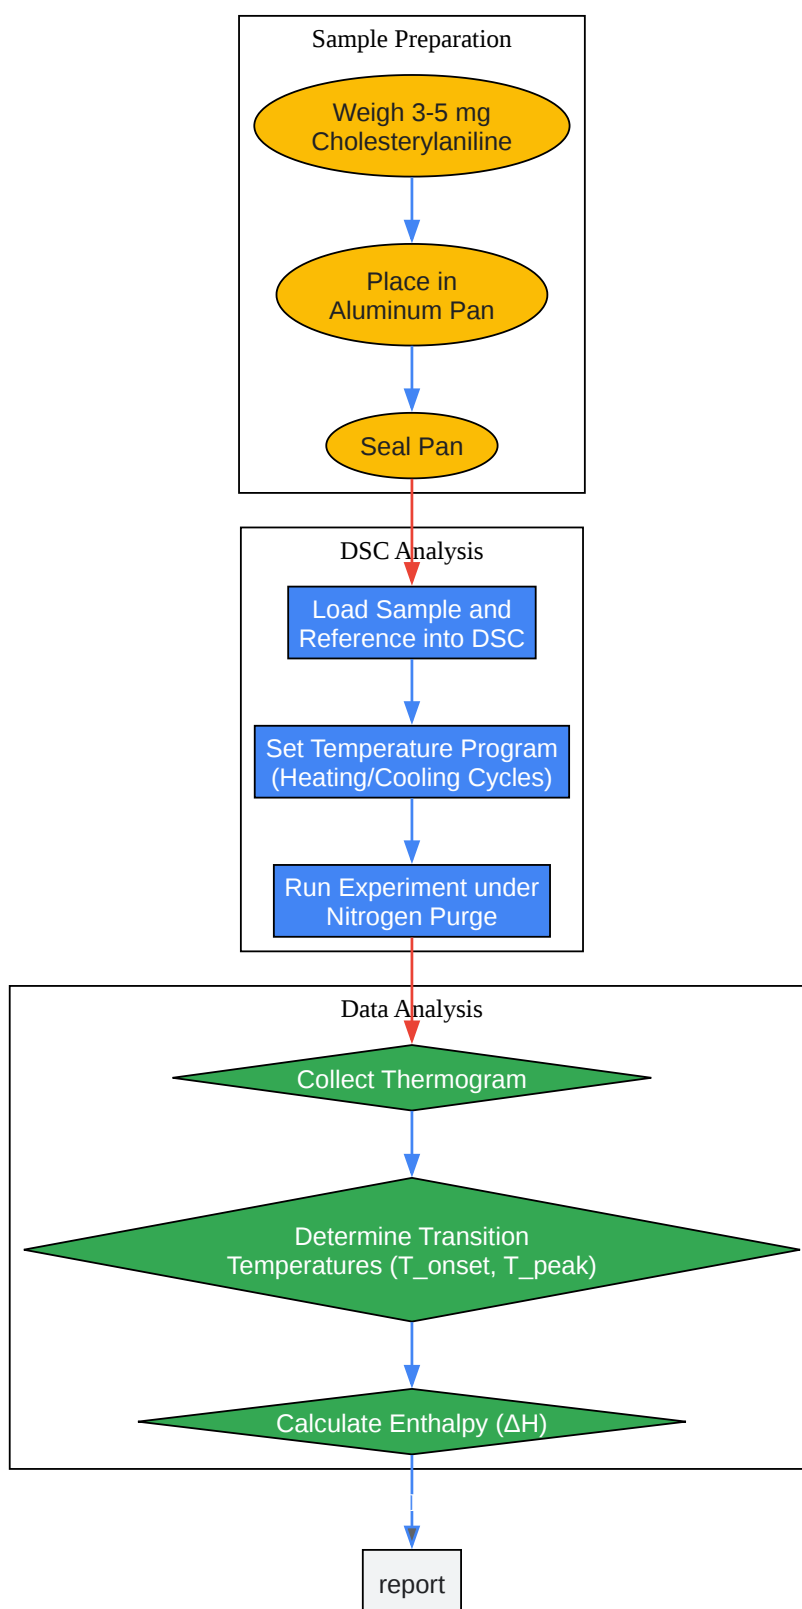 Sample Preparation
Weigh 3-5 mg
Cholesterylaniline
Place in
Aluminum Pan
Seal Pan
DSC Analysis
Load Sample and
Reference into DSC
Set Temperature Program
(Heating/Cooling Cycles)
Run Experiment under
Nitrogen Purge
Data Analysis
Collect Thermogram
Determine Transition
Temperatures (T_onset, T_peak)
Calculate Enthalpy (ΔH)
report